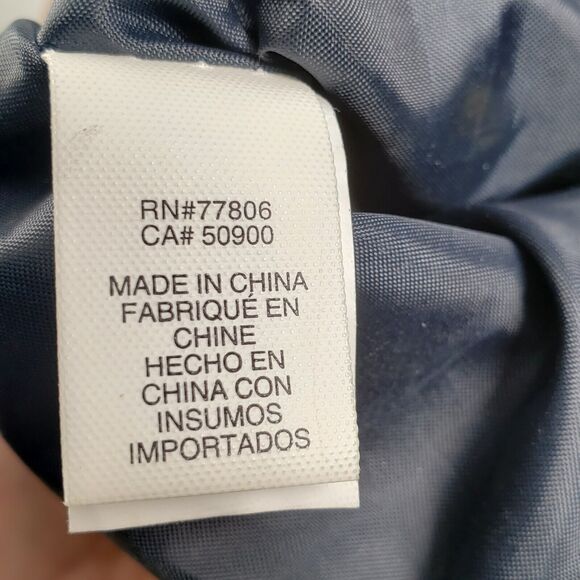 RN#77806
CA# 50900
MADE IN CHINA
FABRIQUÉ EN
CHINE
HECHO EN
CHINA CON
INSUMOS
IMPORTADOS